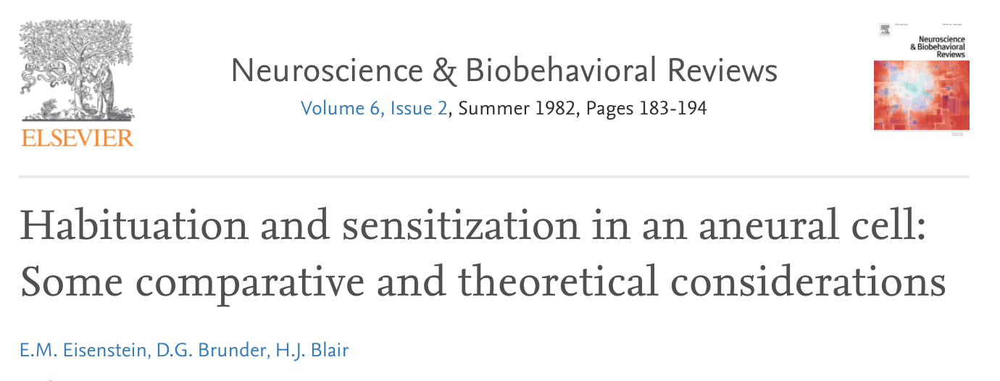 ELSEVIER
Neuroscience & Biobehavioral Reviews
Volume 6, Issue 2, Summer 1982, Pages 183-194
Neuroscience
& Biobehavioral
Reviews
Habituation and sensitization in an aneural cell:
Some comparative and theoretical considerations
E.M. Eisenstein, D.G. Brunder, H.J. Blair